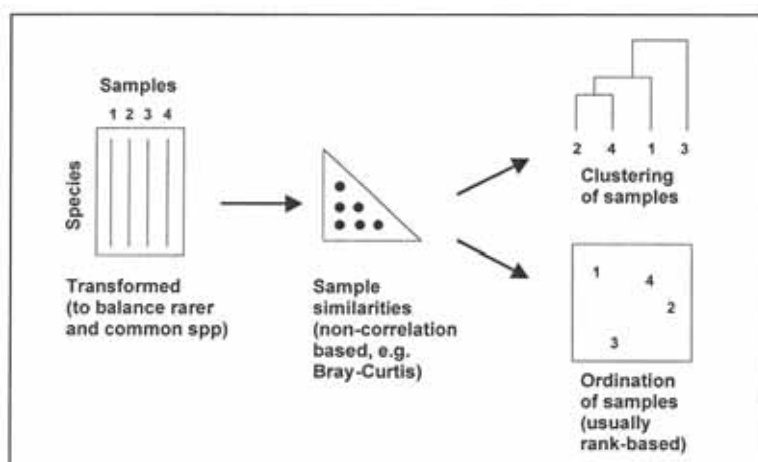 Samples
1 2 3 4
Species
Transformed
(to balance rarer
and common spp)
Sample
similarities
(non-correlation
based, e.g.
Bray-Curtis)
2 4 1 3
Clustering
of samples
1
4
2
3
Ordination
of samples
(usually
rank-based)